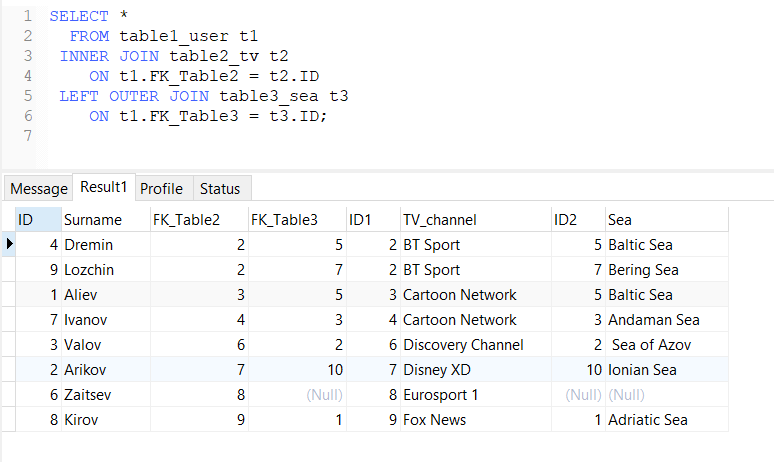 1 SELECT *
2 FROM table1_user t1
3 INNER JOIN table2_tv t2
4 ON t1.FK_Table2 = t2.ID
5 LEFT OUTER JOIN table3_sea t3
6 ON t1.FK_Table3 = t3.ID;
7
Message Result1 Profile Status
ID Surname FK_Table2 FK_Table3 ID1 TV_channel ID2 Sea
4 Dremin 2 5 2 BT Sport 5 Baltic Sea
9 Lozchin 2 7 2 BT Sport 7 Bering Sea
1 Aliev 3 5 3 Cartoon Network 5 Baltic Sea
7 Ivanov 4 3 4 Cartoon Network 3 Andaman Sea
3 Valov 6 2 6 Discovery Channel 2 Sea of Azov
2 Arikov 7 10 7 Disney XD 10 Ionian Sea
6 Zaitsev 8 (Null) 8 Eurosport 1 (Null) (Null)
8 Kirov 9 1 9 Fox News 1 Adriatic Sea